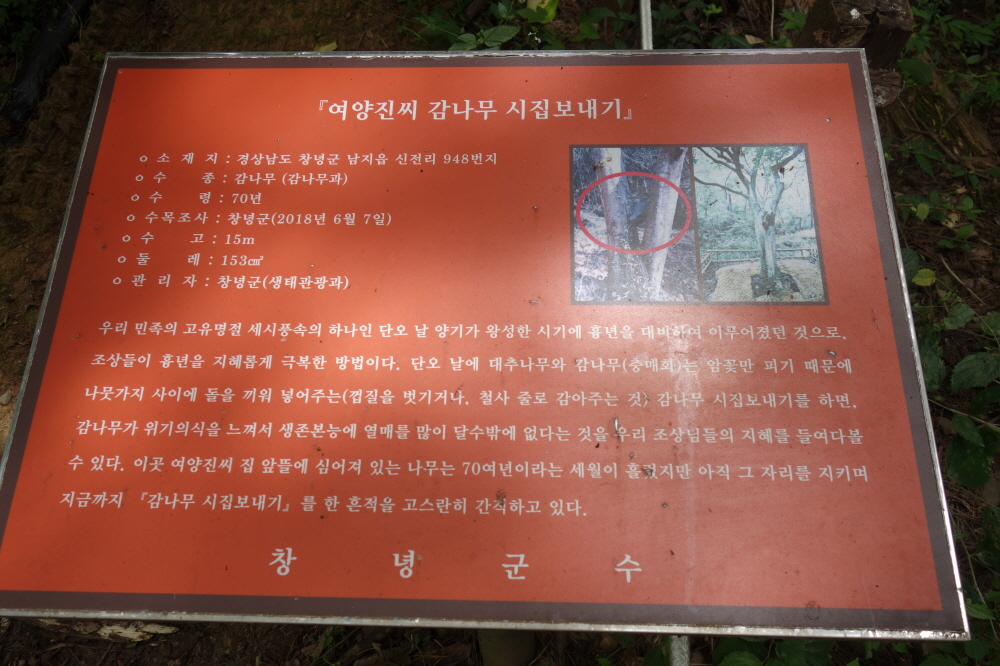 『여양진씨 감나무 시집보내기』
ㅇ 소 재 지 : 경상남도 창녕군 남지읍 신전리 948번지
ㅇ 수 종 : 감나무 (감나무과)
ㅇ 수 령 : 70년
ㅇ 수목조사 : 창녕군(2018년 6월 7일)
ㅇ 수 고 : 15m
ㅇ 둘 레 : 153㎠
ㅇ 관 리 자 : 창녕군(생태관광과)
우리 민족의 고유명절 세시풍속의 하나인 단오 날 양기가 왕성한 시기에 흉년을 대비하여 이루어졌던 것으로,
조상들이 흉년을 지혜롭게 극복한 방법이다. 단오 날에 대추나무와 감나무(충매화)는 암꽃만 피기 때문에
나뭇가지 사이에 돌을 끼워 넣어주는(껍질을 벗기거나, 철사 줄로 감아주는 것) 감나무 시집보내기를 하면,
감나무가 위기의식을 느껴서 생존본능에 열매를 많이 달수밖에 없다는 것을 우리 조상님들의 지혜를 들여다볼
수 있다. 이곳 여양진씨 집 앞뜰에 심어져 있는 나무는 70여년이라는 세월이 흘렀지만 아직 그 자리를 지키며
지금까지 『감나무 시집보내기』를 한 흔적을 고스란히 간직하고 있다.
창 녕 군 수